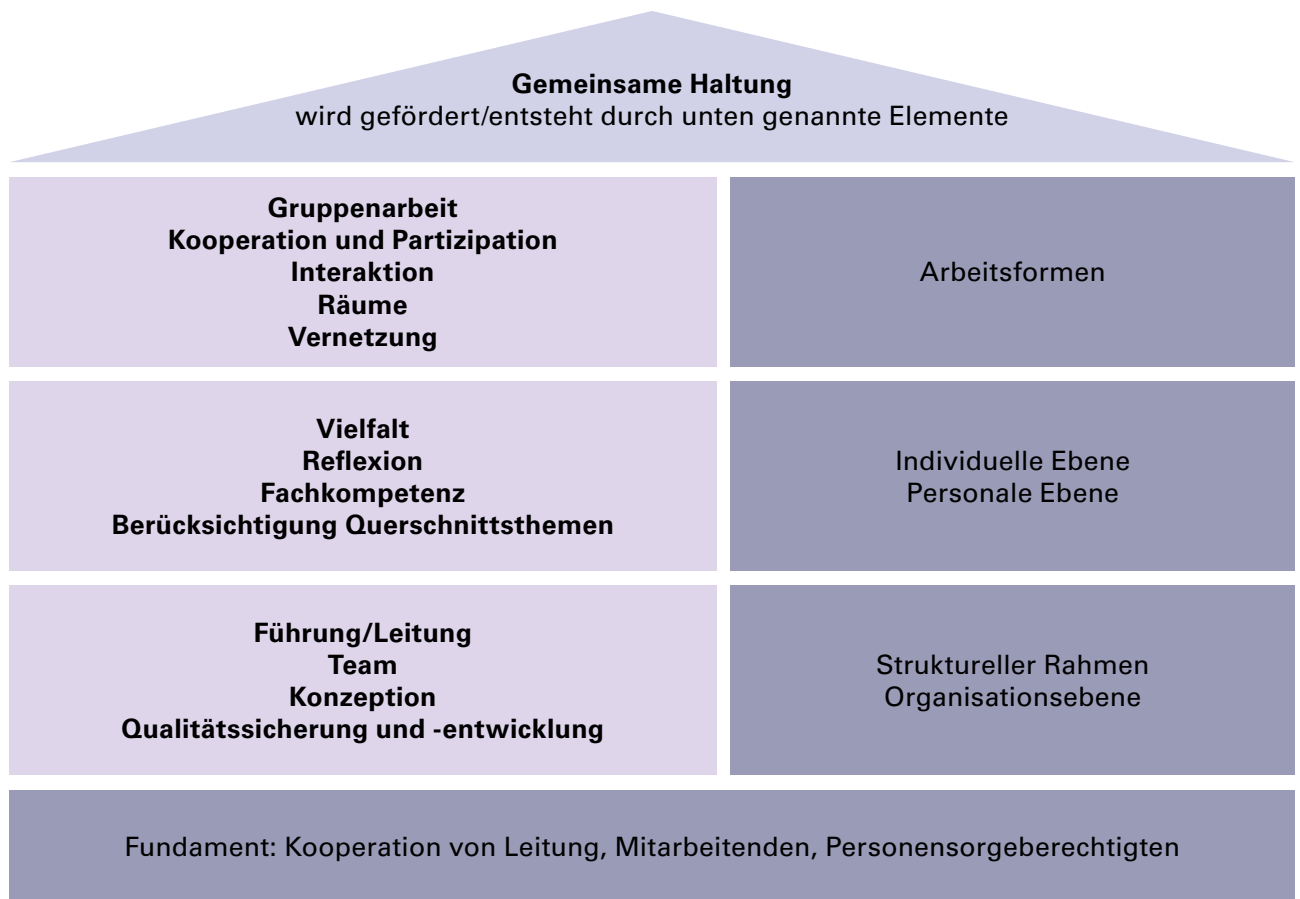 Gemeinsame Haltung
wird gefördert/entsteht durch unten genannte Elemente
Gruppenarbeit
Kooperation und Partizipation
Interaktion
Räume
Vernetzung
Arbeitsformen
Vielfalt
Reflexion
Fachkompetenz
Berücksichtigung Querschnittsthemen
Individuelle Ebene
Personale Ebene
Führung/Leitung
Team
Konzeption
Qualitätssicherung und -entwicklung
Struktureller Rahmen
Organisationsebene
Fundament: Kooperation von Leitung, Mitarbeitenden, Personensorgeberechtigten